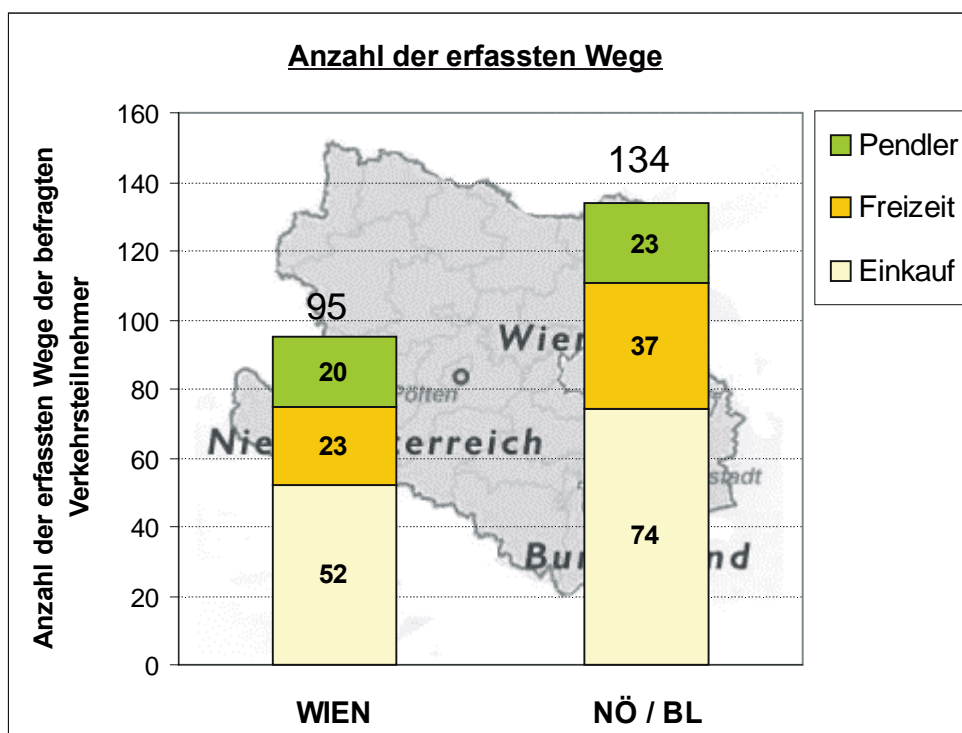 Anzahl der erfassten Wege
Anzahl der erfassten Wege der befragten
Verkehrsteilnehmer
160
140
120
100
80
60
40
20
0
95
20
23
52
134
23
37
74
Pölten
WIEN
NÖ / BL
Pendler
Freizeit
Einkauf